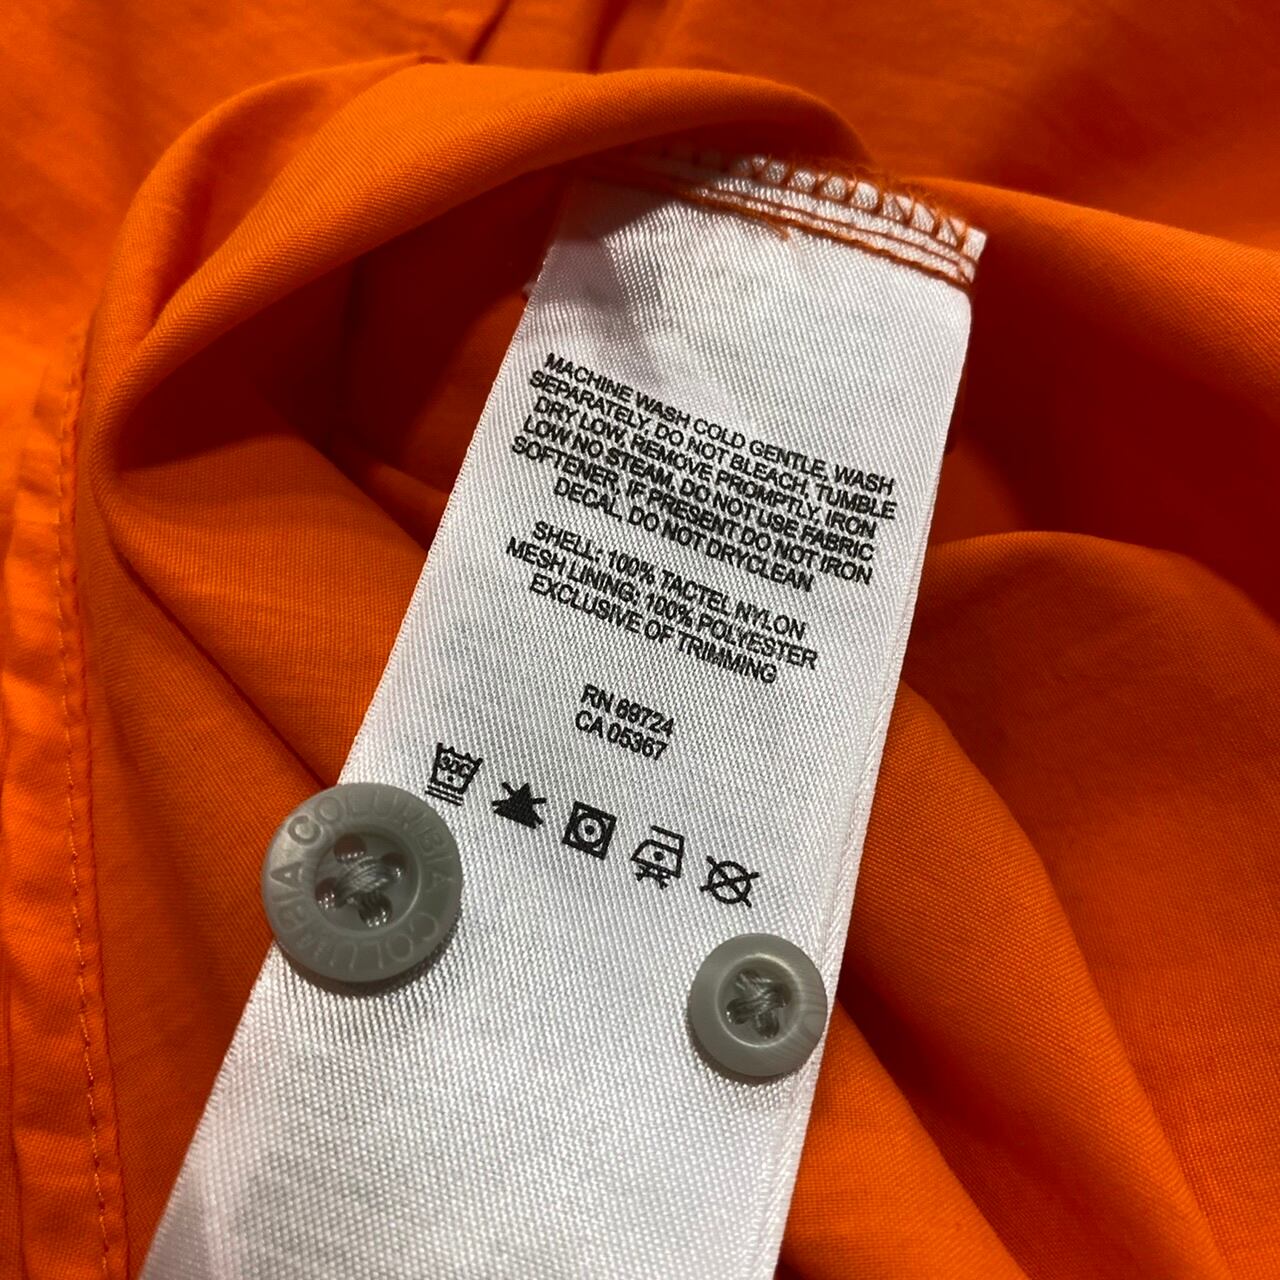 MACHINE WASH COLD GENTLE, WASH
SEPARATELY, DO NOT BLEACH, TUMBLE
DRY LOW, REMOVE PROMPTLY, IRON
LOW NO STEAM, DO NOT USE FABRIC
SOFTENER, IF PRESENT DO NOT IRON
DECAL, DO NOT DRYCLEAN
SHELL: 100% TACTEL NYLON
MESH LINING: 100% POLYESTER
EXCLUSIVE OF TRIMMING
RN 69724
CA 05367
30C
COLUMBIA COLUMBIA